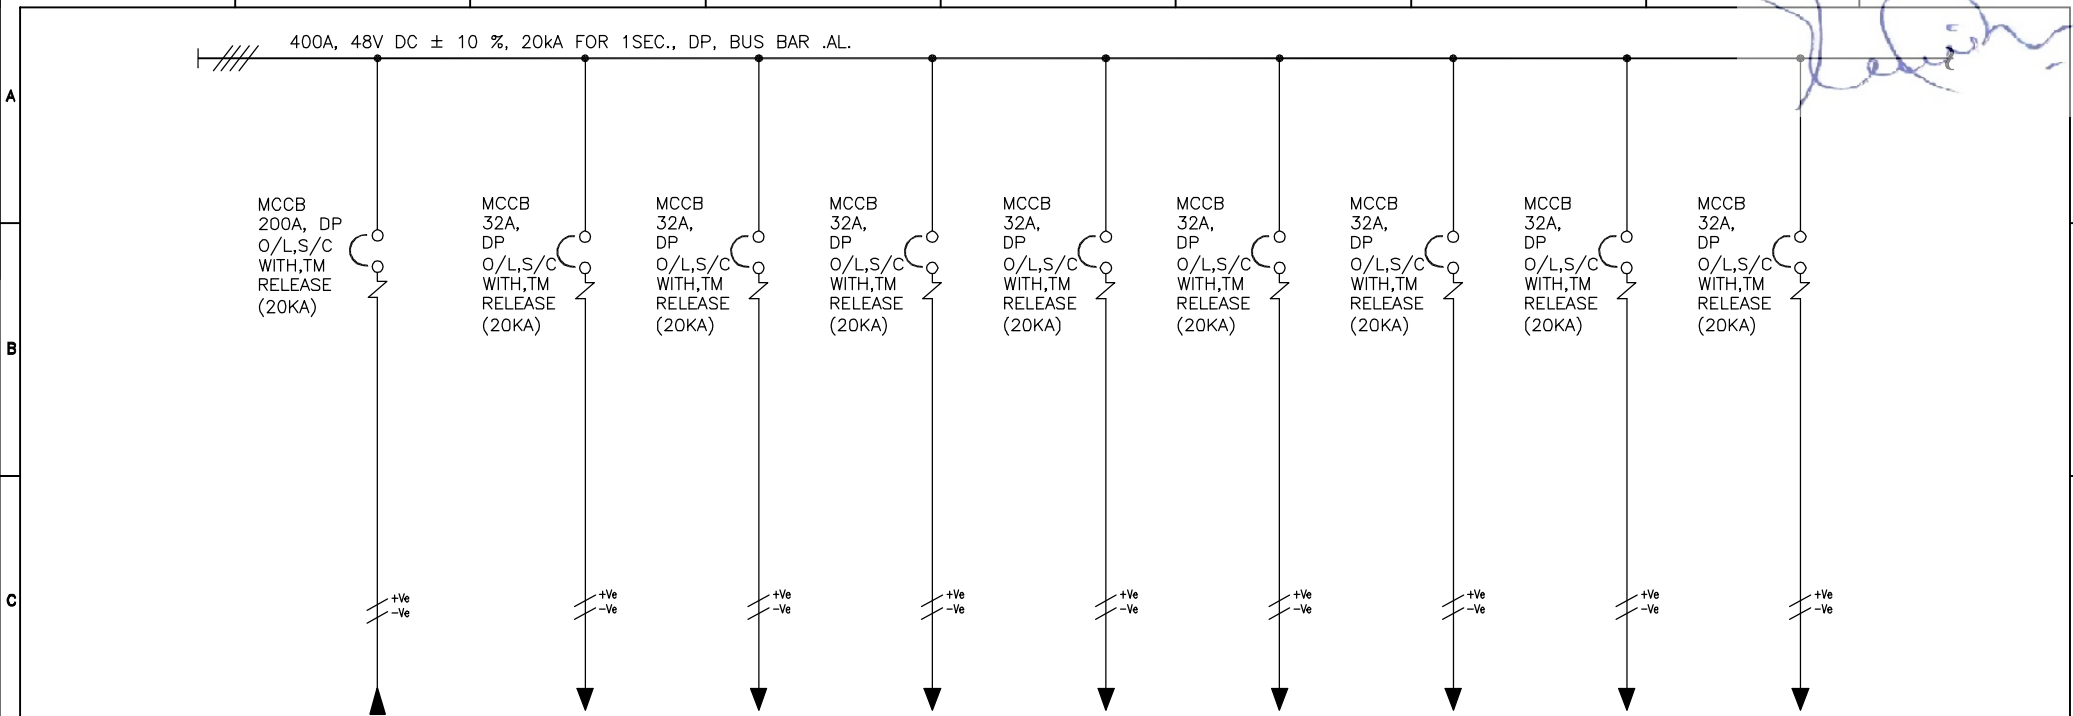 400A, 48V DC ± 10 %, 20kA FOR 1SEC., DP, BUS BAR .AL.
A
MCCB
200A, DP
O/L,S/C
WITH,TM
RELEASE
(20KA)
MCCB
32A,
DP
O/L,S/C
WITH,TM
RELEASE
(20KA)
MCCB
32A,
DP
O/L,S/C
WITH,TM
RELEASE
(20KA)
MCCB
32A,
DP
O/L,S/C
WITH,TM
RELEASE
(20KA)
MCCB
32A,
DP
O/L,S/C
WITH,TM
RELEASE
(20KA)
MCCB
32A,
DP
O/L,S/C
WITH,TM
RELEASE
(20KA)
MCCB
32A,
DP
O/L,S/C
WITH,TM
RELEASE
(20KA)
MCCB
32A,
DP
O/L,S/C
WITH,TM
RELEASE
(20KA)
MCCB
32A,
DP
O/L,S/C
WITH,TM
RELEASE
(20KA)
B
C
+Ve
-Ve
+Ve
-Ve
+Ve
-Ve
+Ve
-Ve
+Ve
-Ve
+Ve
-Ve
+Ve
-Ve
+Ve
-Ve
+Ve
-Ve